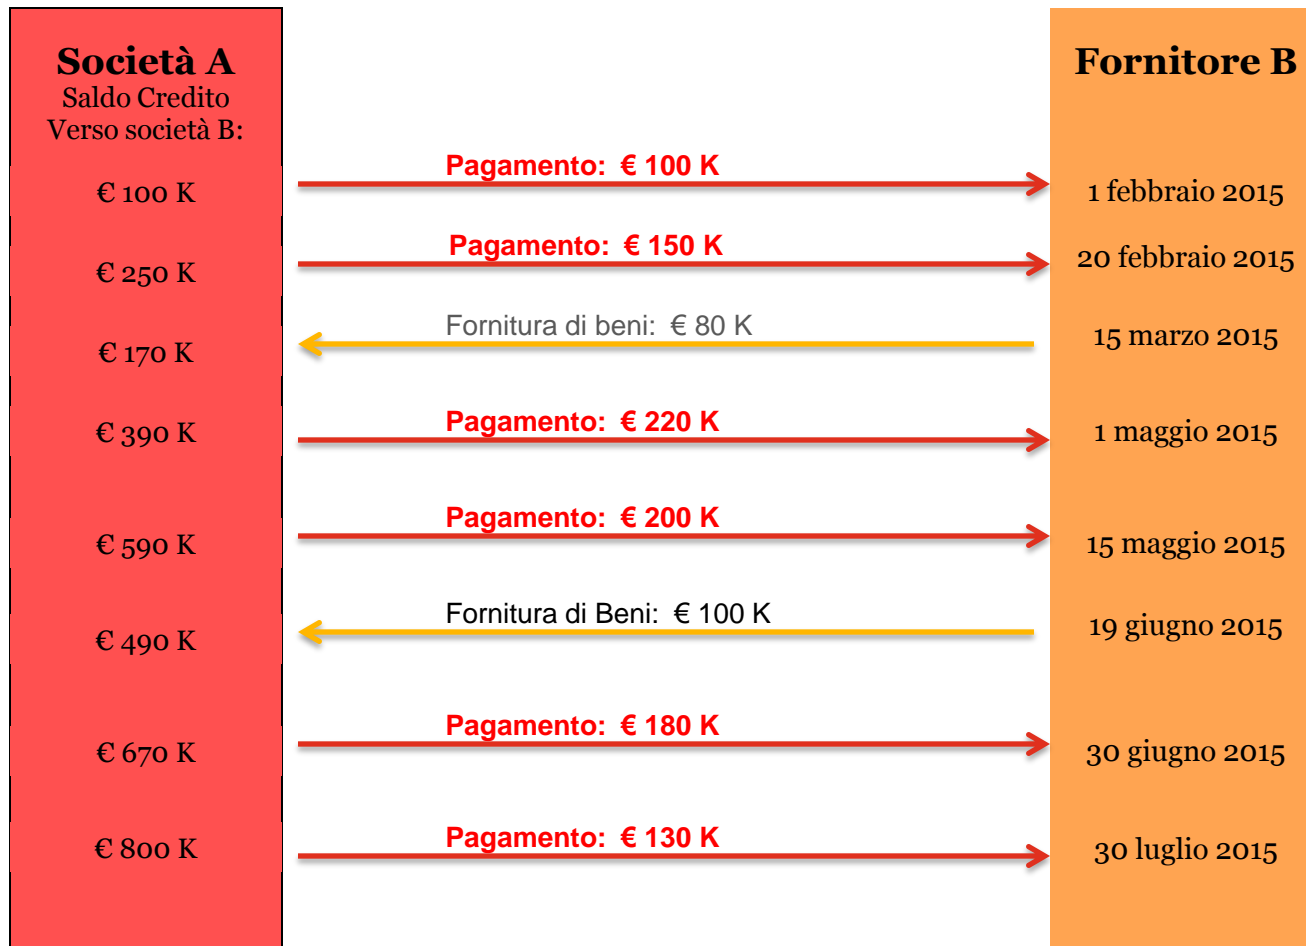 Società A
Saldo Credito
Verso società B:
Fornitore B
Pagamento: € 100 K
€ 100 K
1 febbraio 2015
Pagamento: € 150 K
€ 250 K
20 febbraio 2015
Fornitura di beni: € 80 K
€ 170 K
15 marzo 2015
Pagamento: € 220 K
€ 390 K
1 maggio 2015
Pagamento: € 200 K
€ 590 K
15 maggio 2015
Fornitura di Beni: € 100 K
€ 490 K
19 giugno 2015
Pagamento: € 180 K
€ 670 K
30 giugno 2015
Pagamento: € 130 K
€ 800 K
30 luglio 2015